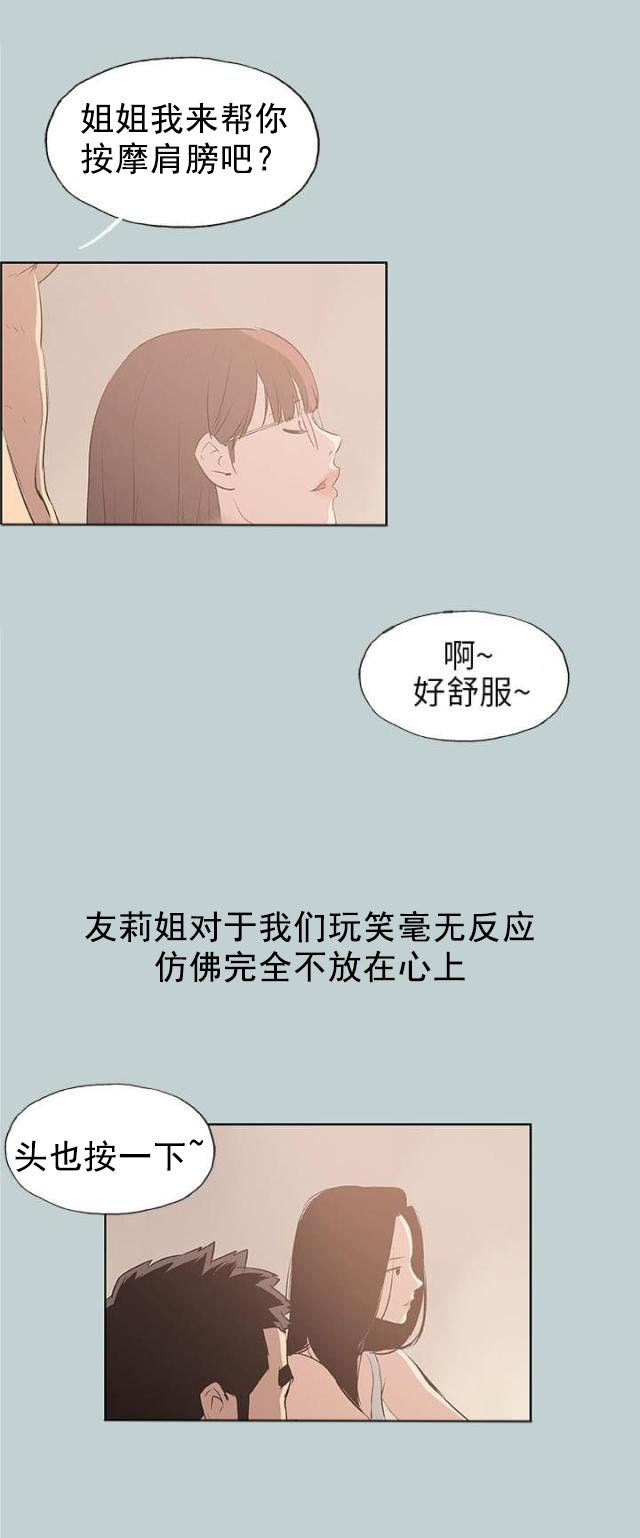 姐姐我来帮你
按摩肩膀吧？
啊~
好舒服~
友莉姐对于我们玩笑毫无反应
仿佛完全不放在心上
头也按一下~